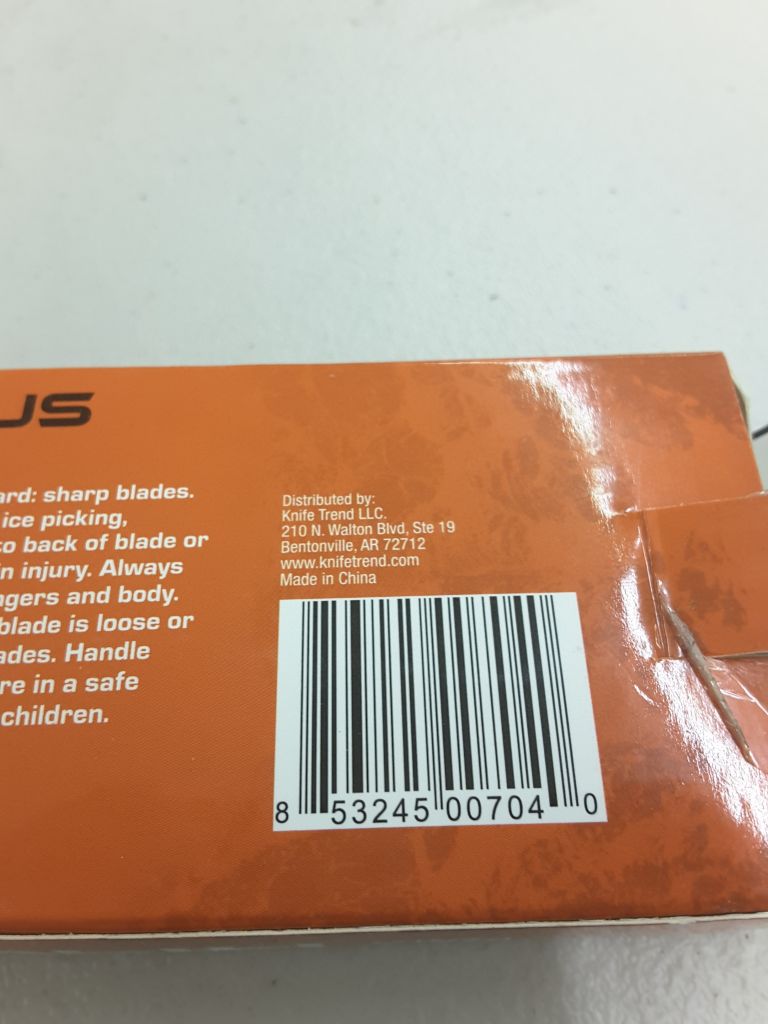 US
ard: sharp blades.
ice picking,
to back of blade or
in injury. Always
ngers and body.
blade is loose or
ades. Handle
re in a safe
children.
Distributed by:
Knife Trend LLC.
210 N. Walton Blvd, Ste 19
Bentonville, AR 72712
www.knifetrend.com
Made in China
8 53245 00704 0